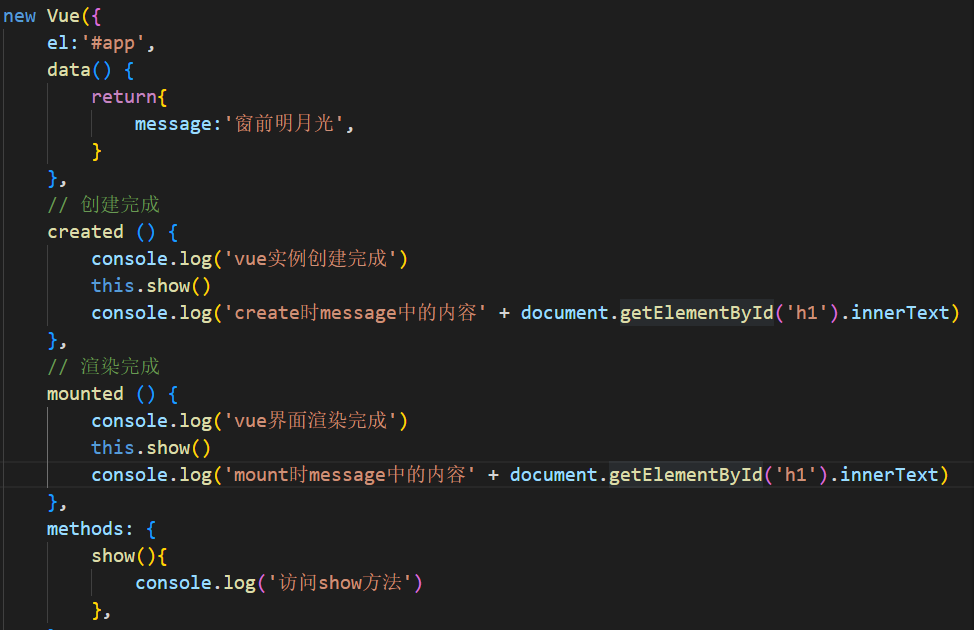 new Vue({
el:'#app',
data() {
return{
message:'窗前明月光',
}
},
// 创建完成
created () {
console.log('vue实例创建完成')
this.show()
console.log('create时message中的内容' + document.getElementById('h1').innerText)
},
// 渲染完成
mounted () {
console.log('vue界面渲染完成')
this.show()
console.log('mount时message中的内容' + document.getElementById('h1').innerText)
},
methods: {
show(){
console.log('访问show方法')
},